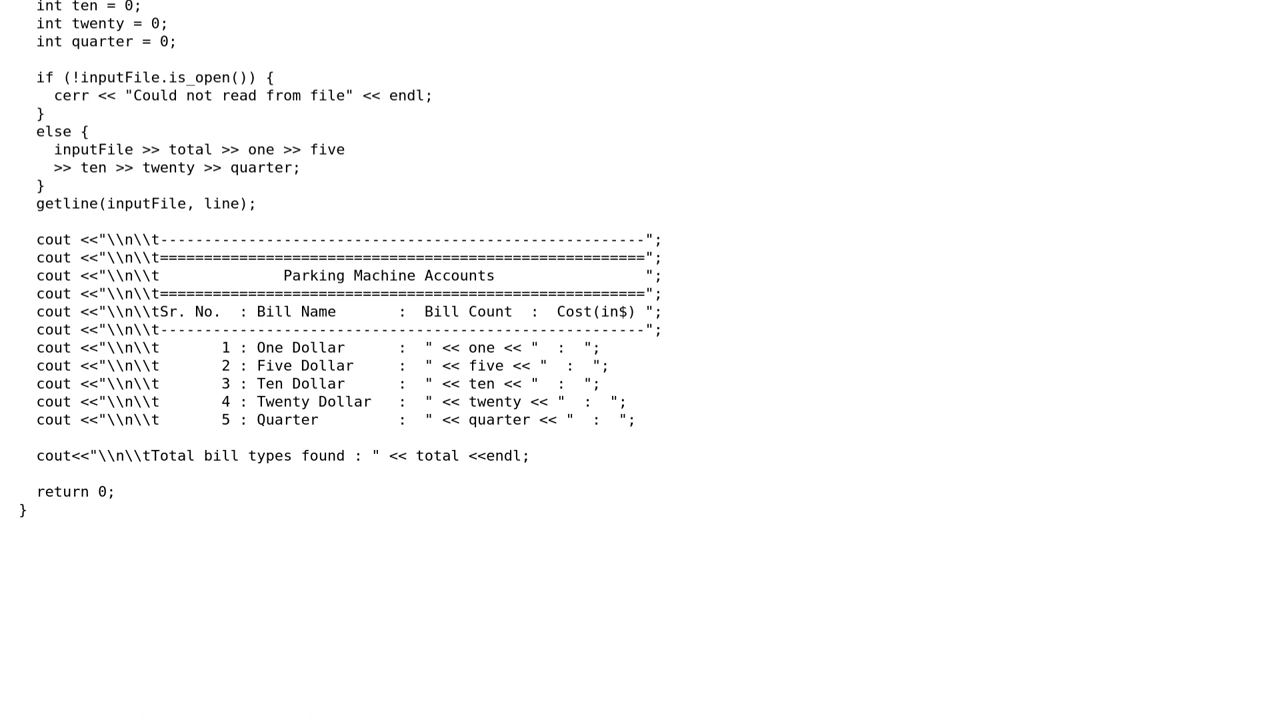 int ten = 0;
int twenty = 0;
int quarter = 0;
if (!inputFile.is_open()) {
cerr << "Could not read from file" << endl;
}
else {
inputFile >> total >> one >> five
>> ten >> twenty >> quarter;
}
getline(inputFile, line);
cout <<"\\n\\t-------------------------------------------------------";
cout <<"\\n\\t=======================================================";
cout <<"\\n\\t              Parking Machine Accounts                 ";
cout <<"\\n\\t=======================================================";
cout <<"\\n\\tSr. No.  : Bill Name       :  Bill Count  :  Cost(in$) ";
cout <<"\\n\\t-------------------------------------------------------";
cout <<"\\n\\t       1 : One Dollar      :  " << one << "  :  ";
cout <<"\\n\\t       2 : Five Dollar     :  " << five << "  :  ";
cout <<"\\n\\t       3 : Ten Dollar      :  " << ten << "  :  ";
cout <<"\\n\\t       4 : Twenty Dollar   :  " << twenty << "  :  ";
cout <<"\\n\\t       5 : Quarter         :  " << quarter << "  :  ";
cout<<"\\n\\tTotal bill types found : " << total <<endl;
return 0;
}